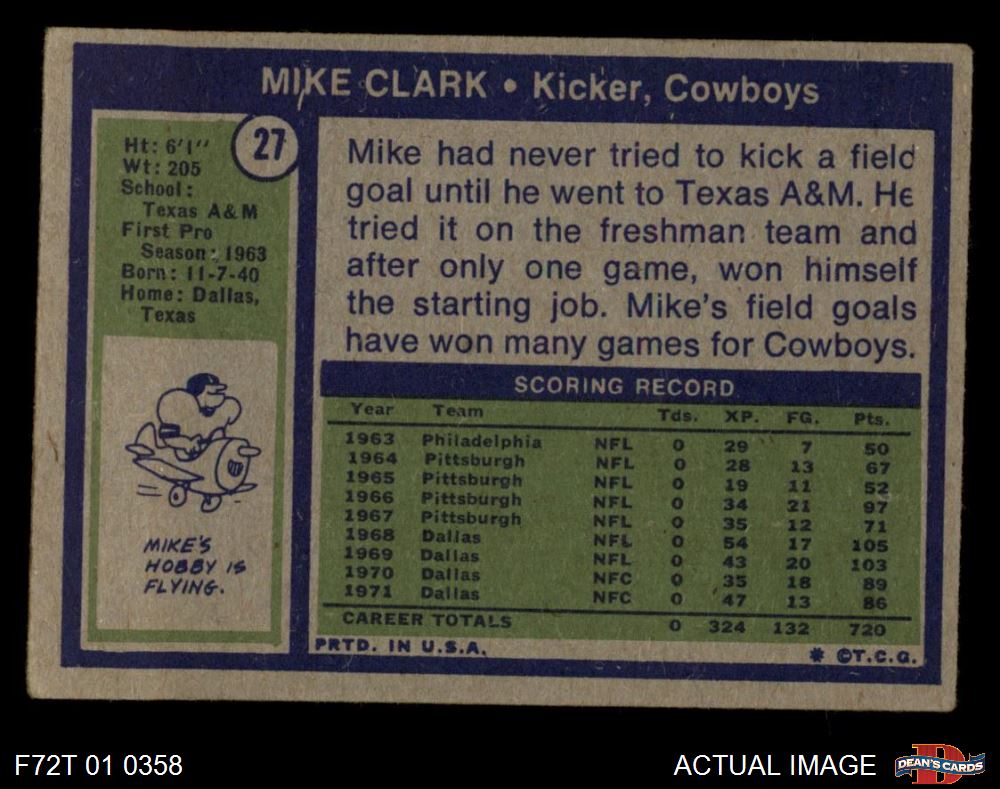 MIKE CLARK • Kicker, Cowboys
27
Ht: 6'1''
Wt: 205
School:
Texas A&M
First Pro
Season: 1963
Born: 11-7-40
Home: Dallas,
Texas
MIKE'S
HOBBY IS
FLYING.
Mike had never tried to kick a field
goal until he went to Texas A&M. He
tried it on the freshman team and
after only one game, won himself
the starting job. Mike's field goals
have won many games for Cowboys.
SCORING RECORD
Year Team Tds. XP. FG. Pts.
1963 Philadelphia NFL 0 29 7 50
1964 Pittsburgh NFL 0 28 13 67
1965 Pittsburgh NFL 0 19 11 52
1966 Pittsburgh NFL 0 34 21 97
1967 Pittsburgh NFL 0 35 12 71
1968 Dallas NFL 0 54 17 105
1969 Dallas NFL 0 43 20 103
1970 Dallas NFC 0 35 18 89
1971 Dallas NFC 0 47 13 86
CAREER TOTALS 0 324 132 720
PRTD. IN U.S.A. * ©T.C.G.
F72T 01 0358
ACTUAL IMAGE
D
DEAN'S CARDS